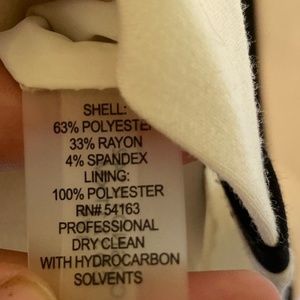 SHELL:
63% POLYESTER
33% RAYON
4% SPANDEX
LINING:
100% POLYESTER
RN# 54163
PROFESSIONAL
DRY CLEAN
WITH HYDROCARBON
SOLVENTS